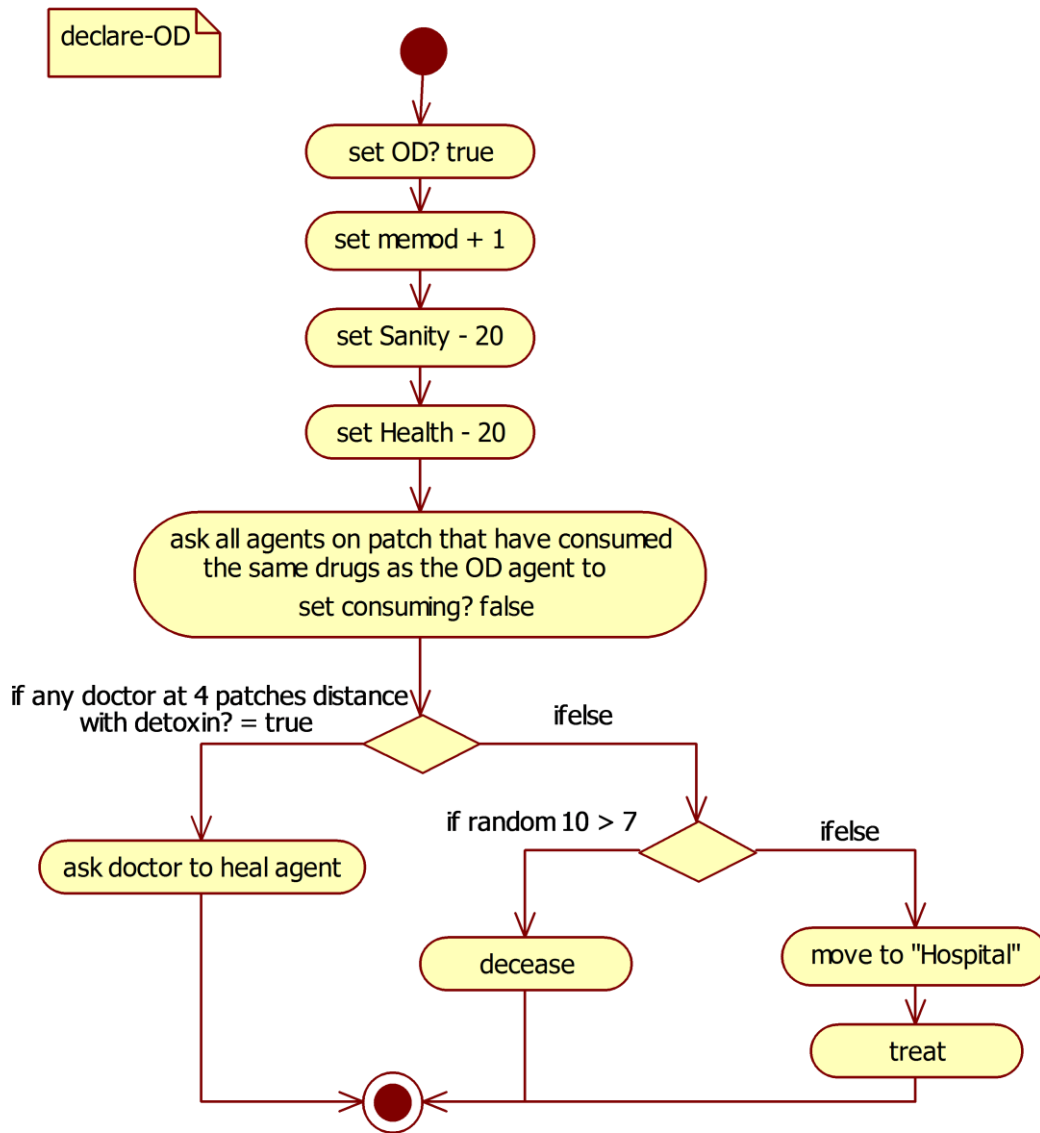 declare-OD
set OD? true
set memod + 1
set Sanity - 20
set Health - 20
ask all agents on patch that have consumed
the same drugs as the OD agent to
set consuming? false
if any doctor at 4 patches distance
with detoxin? = true
ifelse
if random 10 > 7
ifelse
ask doctor to heal agent
decease
move to "Hospital"
treat